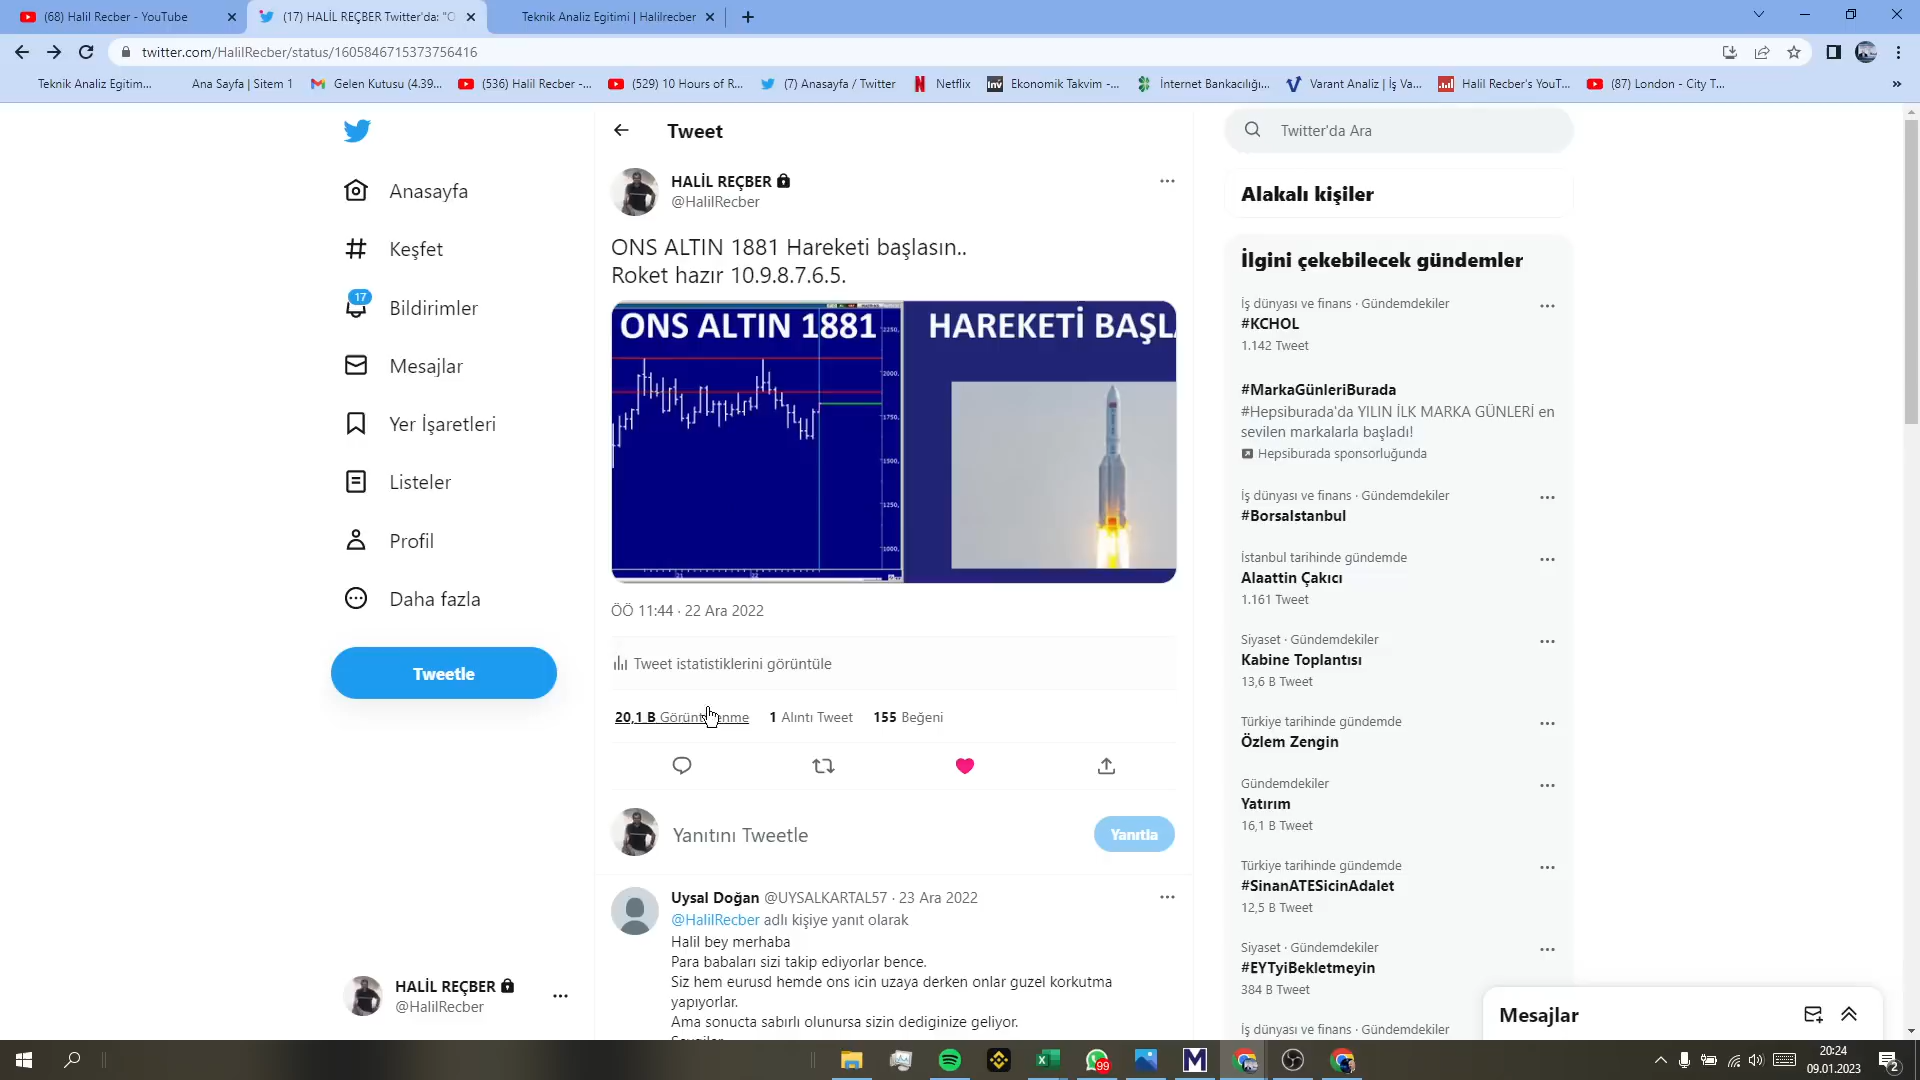 (68) Halil Recber - YouTube
(17) HALİL REÇBER Twitter'da: "O
Teknik Analiz Egitimi | Halilrecber
twitter.com/HalilRecber/status/1605846715373756416
Teknik Analiz Egitim...
Ana Sayfa | Sitem 1
Gelen Kutusu (4.39...
(536) Halil Recber -...
(529) 10 Hours of R...
(7) Anasayfa / Twitter
Netflix
Ekonomik Takvim -...
İnternet Bankacılığı...
Varant Analiz | İş Va...
Halil Recber's YouT...
(87) London - City T...
Anasayfa
Keşfet
17
Bildirimler
Mesajlar
Yer İşaretleri
Listeler
Profil
Daha fazla
Tweetle
HALİL REÇBER
@HalilRecber
Tweet
HALİL REÇBER
@HalilRecber
ONS ALTIN 1881 Hareketi başlasın..
Roket hazır 10.9.8.7.6.5.
ONS ALTIN 1881
HAREKETİ BAŞL
2250,
2000,
1750,
1500,
1250,
1000,
ÖÖ 11:44 · 22 Ara 2022
Tweet istatistiklerini görüntüle
20,1 B Görüntülenme 1 Alıntı Tweet 155 Beğeni
Yanıtını Tweetle
Yanıtla
Uysal Doğan @UYSALKARTAL57 · 23 Ara 2022
@HalilRecber adlı kişiye yanıt olarak
Halil bey merhaba
Para babaları sizi takip ediyorlar bence.
Siz hem eurusd hemde ons icin uzaya derken onlar guzel korkutma
yapıyorlar.
Ama sonucta sabırlı olunursa sizin dediginize geliyor.
Twitter'da Ara
Alakalı kişiler
İlgini çekebilecek gündemler
İş dünyası ve finans · Gündemdekiler
#KCHOL
1.142 Tweet
#MarkaGünleriBurada
#Hepsiburada'da YILIN İLK MARKA GÜNLERİ en
sevilen markalarla başladı!
Hepsiburada sponsorluğunda
İş dünyası ve finans · Gündemdekiler
#BorsaIstanbul
İstanbul tarihinde gündemde
Alaattin Çakıcı
1.161 Tweet
Siyaset · Gündemdekiler
Kabine Toplantısı
13,6 B Tweet
Türkiye tarihinde gündemde
Özlem Zengin
Gündemdekiler
Yatırım
16,1 B Tweet
Türkiye tarihinde gündemde
#SinanATESicinAdalet
12,5 B Tweet
Siyaset · Gündemdekiler
#EYTyiBekletmeyin
384 B Tweet
İş dünyası ve finans · Gündemdekiler
Mesajlar
99
20:24
09.01.2023
2